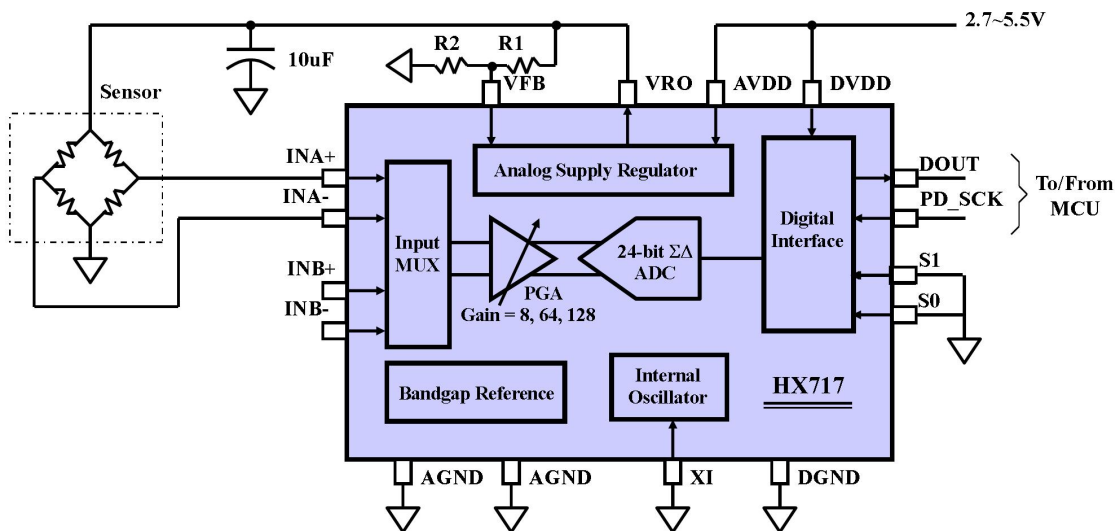 2.7~5.5V
R2
R1
10uF
VFB
VRO
AVDD
DVDD
Sensor
INA+
INA-
INB+
INB-
Analog Supply Regulator
DOUT
PD_SCK
To/From
MCU
Input
MUX
24-bit ΣΔ
ADC
Digital
Interface
S1
S0
PGA
Gain = 8, 64, 128
Bandgap Reference
Internal
Oscillator
HX717
AGND
AGND
XI
DGND